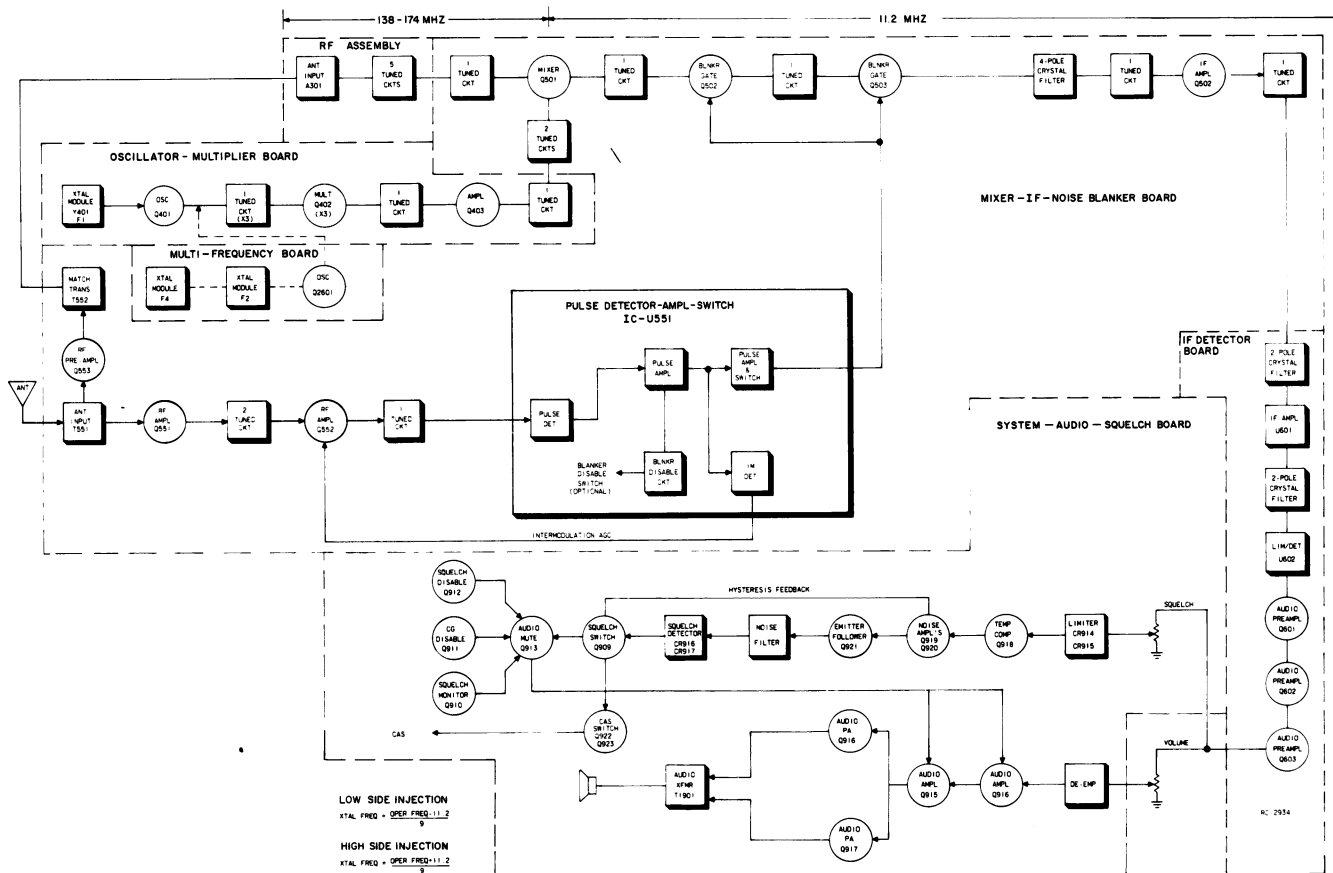 138-174 MHZ
11.2 MHZ
RF ASSEMBLY
ANT
INPUT
A301
5
TUNED
CKTS
1
TUNED
CKT
MIXER
Q501
1
TUNED
CKT
BLNKR
GATE
Q502
1
TUNED
CKT
BLNKR
GATE
Q503
4-POLE
CRYSTAL
FILTER
1
TUNED
CKT
IF
AMPL
Q502
1
TUNED
CKT
2
TUNED
CKTS
OSCILLATOR - MULTIPLIER BOARD
XTAL
MODULE
Y401
F1
OSC
Q401
1
TUNED
CKT
(X3)
MULT
Q402
(X3)
1
TUNED
CKT
AMPL
Q403
1
TUNED
CKT
MIXER-IF-NOISE BLANKER BOARD
MULTI-FREQUENCY BOARD
MATCH
TRANS
T552
XTAL
MODULE
F4
XTAL
MODULE
F2
OSC
Q2601
PULSE DETECTOR-AMPL-SWITCH
IC-U551
RF
PRE-AMPL
Q553
PULSE
AMPL
PULSE
AMPL
&
SWITCH
IF DETECTOR
BOARD
2-POLE
CRYSTAL
FILTER
ANT
ANT
INPUT
T551
RF
AMPL
Q551
2
TUNED
CKT
RF
AMPL
Q552
1
TUNED
CKT
PULSE
DET
IF AMPL
U601
SYSTEM-AUDIO-SQUELCH BOARD
BLANKER
DISABLE
SWITCH
(OPTIONAL)
BLNKR
DISABLE
CKT
IM
DET
2-POLE
CRYSTAL
FILTER
INTERMODULATION AGC
LIM/DET
U602
SQUELCH
DISABLE
Q912
HYSTERESIS FEEDBACK
SQUELCH
CG
DISABLE
Q911
AUDIO
MUTE
Q913
SQUELCH
SWITCH
Q909
SQUELCH
DETECTOR
CR916
CR917
NOISE
FILTER
EMITTER
FOLLOWER
Q921
NOISE
AMPL'S
Q919
Q920
TEMP
COMP
Q918
LIMITER
CR914
CR915
AUDIO
PREAMPL
Q601
SQUELCH
MONITOR
Q910
AUDIO
PREAMPL
Q602
CAS
CAS
SWITCH
Q922
Q923
AUDIO
PA
Q916
VOLUME
AUDIO
PREAMPL
Q603
AUDIO
XFMR
T1901
AUDIO
AMPL
Q915
AUDIO
AMPL
Q916
DE-EMP
LOW SIDE INJECTION
XTAL FREQ = OPER FREQ-11.2
9
AUDIO
PA
Q917
RC 2934
HIGH SIDE INJECTION
XTAL FREQ = OPER FREQ+11.2
9